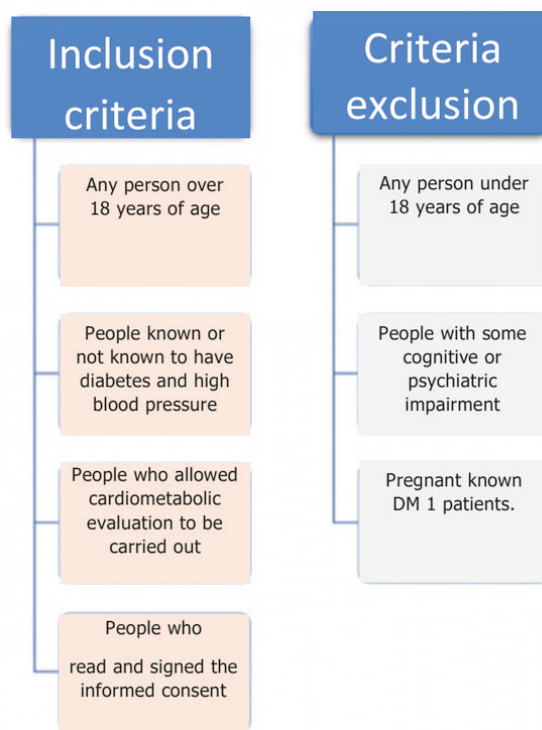 Inclusion
criteria
Any person over
18 years of age
People known or
not known to have
diabetes and high
blood pressure
People who allowed
cardiometabolic
evaluation to be
carried out
People who
read and signed the
informed consent
Criteria
exclusion
Any person under
18 years of age
People with some
cognitive or
psychiatric
impairment
Pregnant known
DM 1 patients.